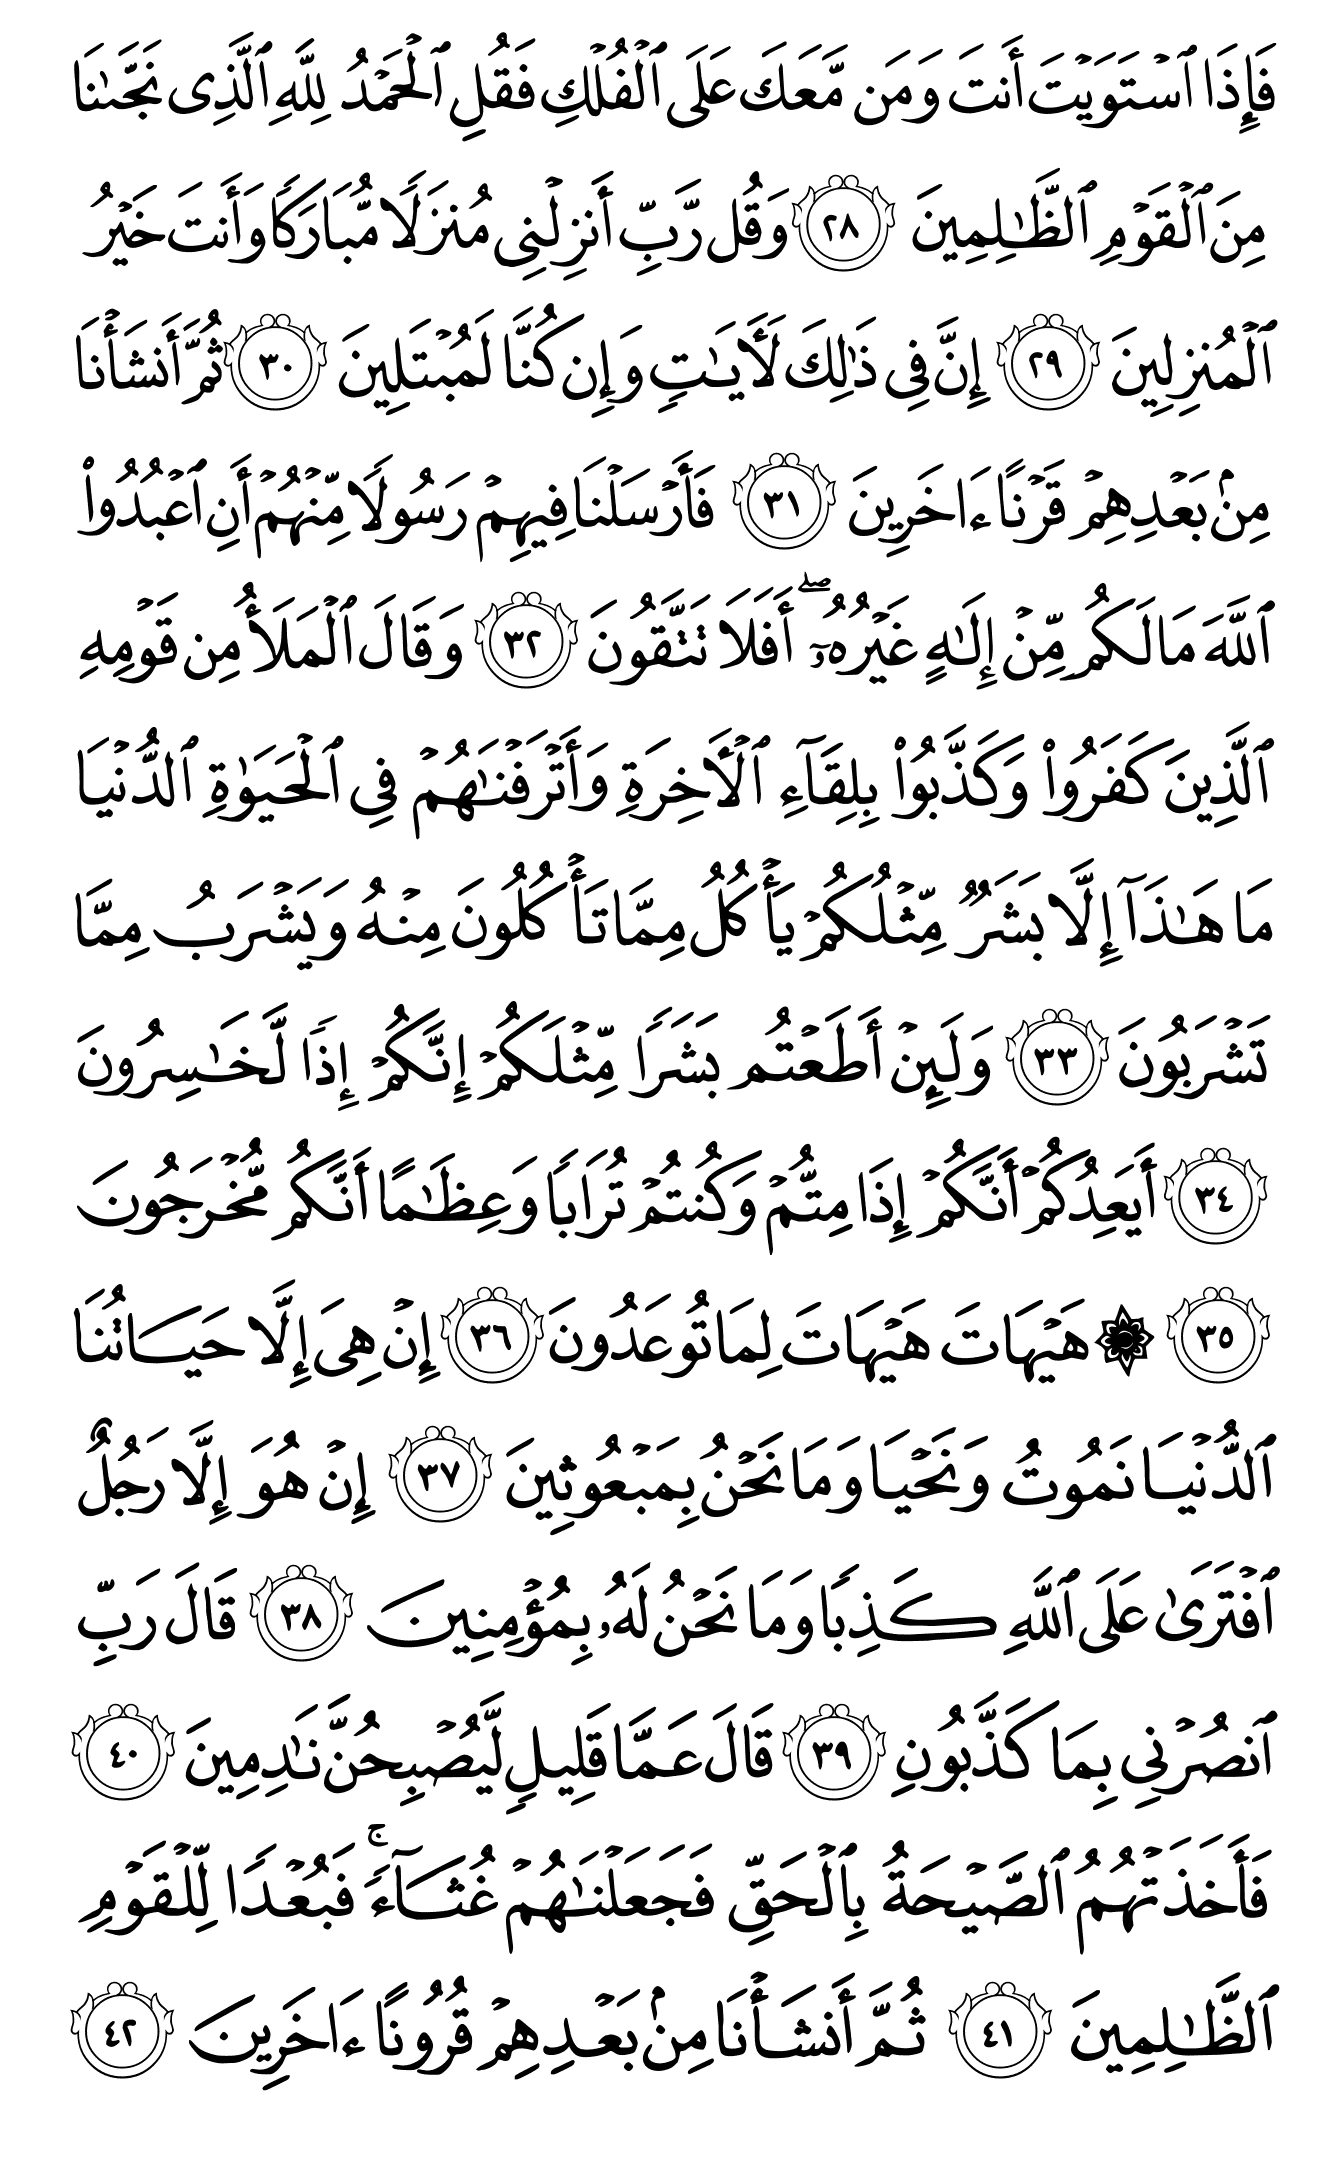 فَإِذَا ٱسۡتَوَيۡتَ أَنتَ وَمَن مَّعَكَ عَلَى ٱلۡفُلۡكِ فَقُلِ ٱلۡحَمۡدُ لِلَّهِ ٱلَّذِى نَجَّىٰنَا
مِنَ ٱلۡقَوۡمِ ٱلظَّٰلِمِينَ ٢٨ وَقُل رَّبِّ أَنزِلۡنِى مُنزَلًا مُّبَارَكًا وَأَنتَ خَيۡرُ
ٱلۡمُنزِلِينَ ٢٩ إِنَّ فِى ذَٰلِكَ لَأٓيَٰتٍ وَإِن كُنَّا لَمُبۡتَلِينَ ٣٠ ثُمَّ أَنشَأۡنَا
مِنۢ بَعۡدِهِمۡ قَرۡنًا ءَاخَرِينَ ٣١ فَأَرۡسَلۡنَا فِيهِمۡ رَسُولًا مِّنۡهُمۡ أَنِ ٱعۡبُدُواْ
ٱللَّهَ مَا لَكُم مِّنۡ إِلَٰهٍ غَيۡرُهُۥٓۖ أَفَلَا تَتَّقُونَ ٣٢ وَقَالَ ٱلۡمَلَأُ مِن قَوۡمِهِ
ٱلَّذِينَ كَفَرُواْ وَكَذَّبُواْ بِلِقَآءِ ٱلۡأٓخِرَةِ وَأَتۡرَفۡنَٰهُمۡ فِى ٱلۡحَيَوٰةِ ٱلدُّنۡيَا
مَا هَٰذَآ إِلَّا بَشَرٌ مِّثۡلُكُمۡ يَأۡكُلُ مِمَّا تَأۡكُلُونَ مِنۡهُ وَيَشۡرَبُ مِمَّا
تَشۡرَبُونَ ٣٣ وَلَئِنۡ أَطَعۡتُم بَشَرًا مِّثۡلَكُمۡ إِنَّكُمۡ إِذًا لَّخَٰسِرُونَ
٣٤ أَيَعِدُكُمۡ أَنَّكُمۡ إِذَا مِتُّمۡ وَكُنتُمۡ تُرَابًا وَعِظَٰمًا أَنَّكُم مُّخۡرَجُونَ
٣٥ ۞ هَيۡهَاتَ هَيۡهَاتَ لِمَا تُوعَدُونَ ٣٦ إِنۡ هِىَ إِلَّا حَيَاتُنَا
ٱلدُّنۡيَا نَمُوتُ وَنَحۡيَا وَمَا نَحۡنُ بِمَبۡعُوثِينَ ٣٧ إِنۡ هُوَ إِلَّا رَجُلٌ
ٱفۡتَرَىٰ عَلَى ٱللَّهِ كَذِبًا وَمَا نَحۡنُ لَهُۥ بِمُؤۡمِنِينَ ٣٨ قَالَ رَبِّ
ٱنصُرۡنِى بِمَا كَذَّبُونِ ٣٩ قَالَ عَمَّا قَلِيلٍ لَّيُصۡبِحُنَّ نَٰدِمِينَ ٤٠
فَأَخَذَتۡهُمُ ٱلصَّيۡحَةُ بِٱلۡحَقِّ فَجَعَلۡنَٰهُمۡ غُثَآءًۚ فَبُعۡدًا لِّلۡقَوۡمِ
ٱلظَّٰلِمِينَ ٤١ ثُمَّ أَنشَأۡنَا مِنۢ بَعۡدِهِمۡ قُرُونًا ءَاخَرِينَ ٤٢